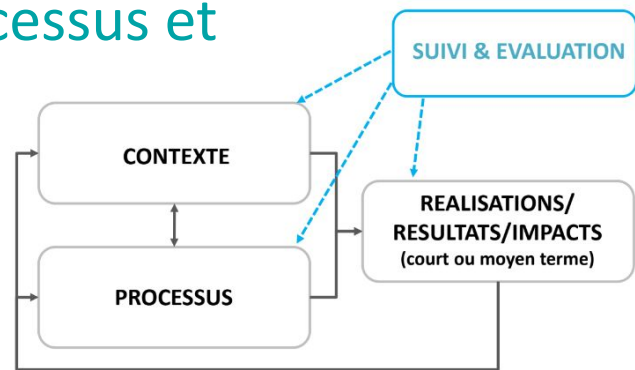 cessus et
SUIVI & EVALUATION
CONTEXTE
REALISATIONS/
RESULTATS/IMPACTS
(court ou moyen terme)
PROCESSUS